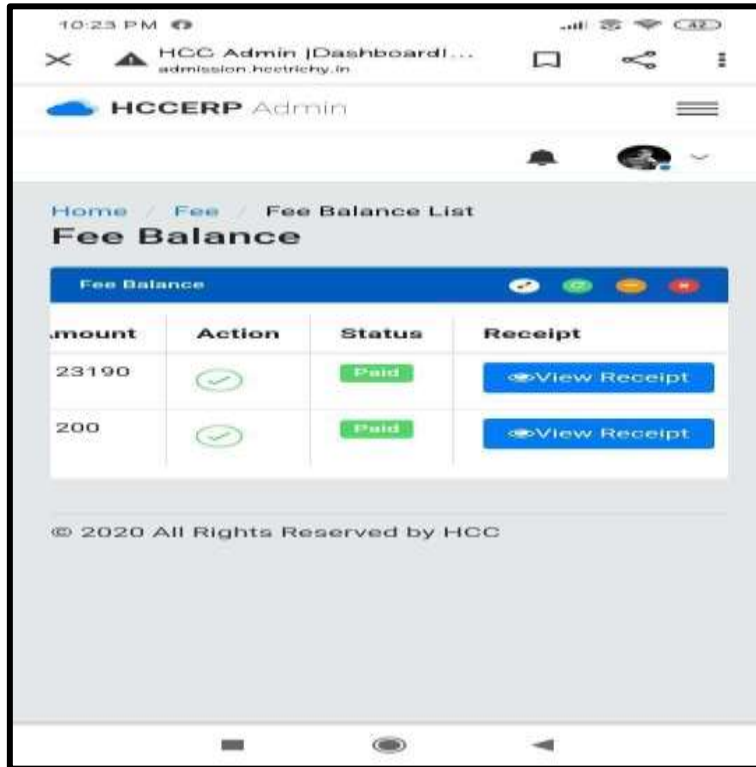 10:23 PM 42
HCC Admin |Dashboard|...
admission.hcctrichy.in
HCCERP Admin
Home / Fee / Fee Balance List
Fee Balance
Fee Balance
mount Action Status Receipt
23190 Paid View Receipt
200 Paid View Receipt
© 2020 All Rights Reserved by HCC